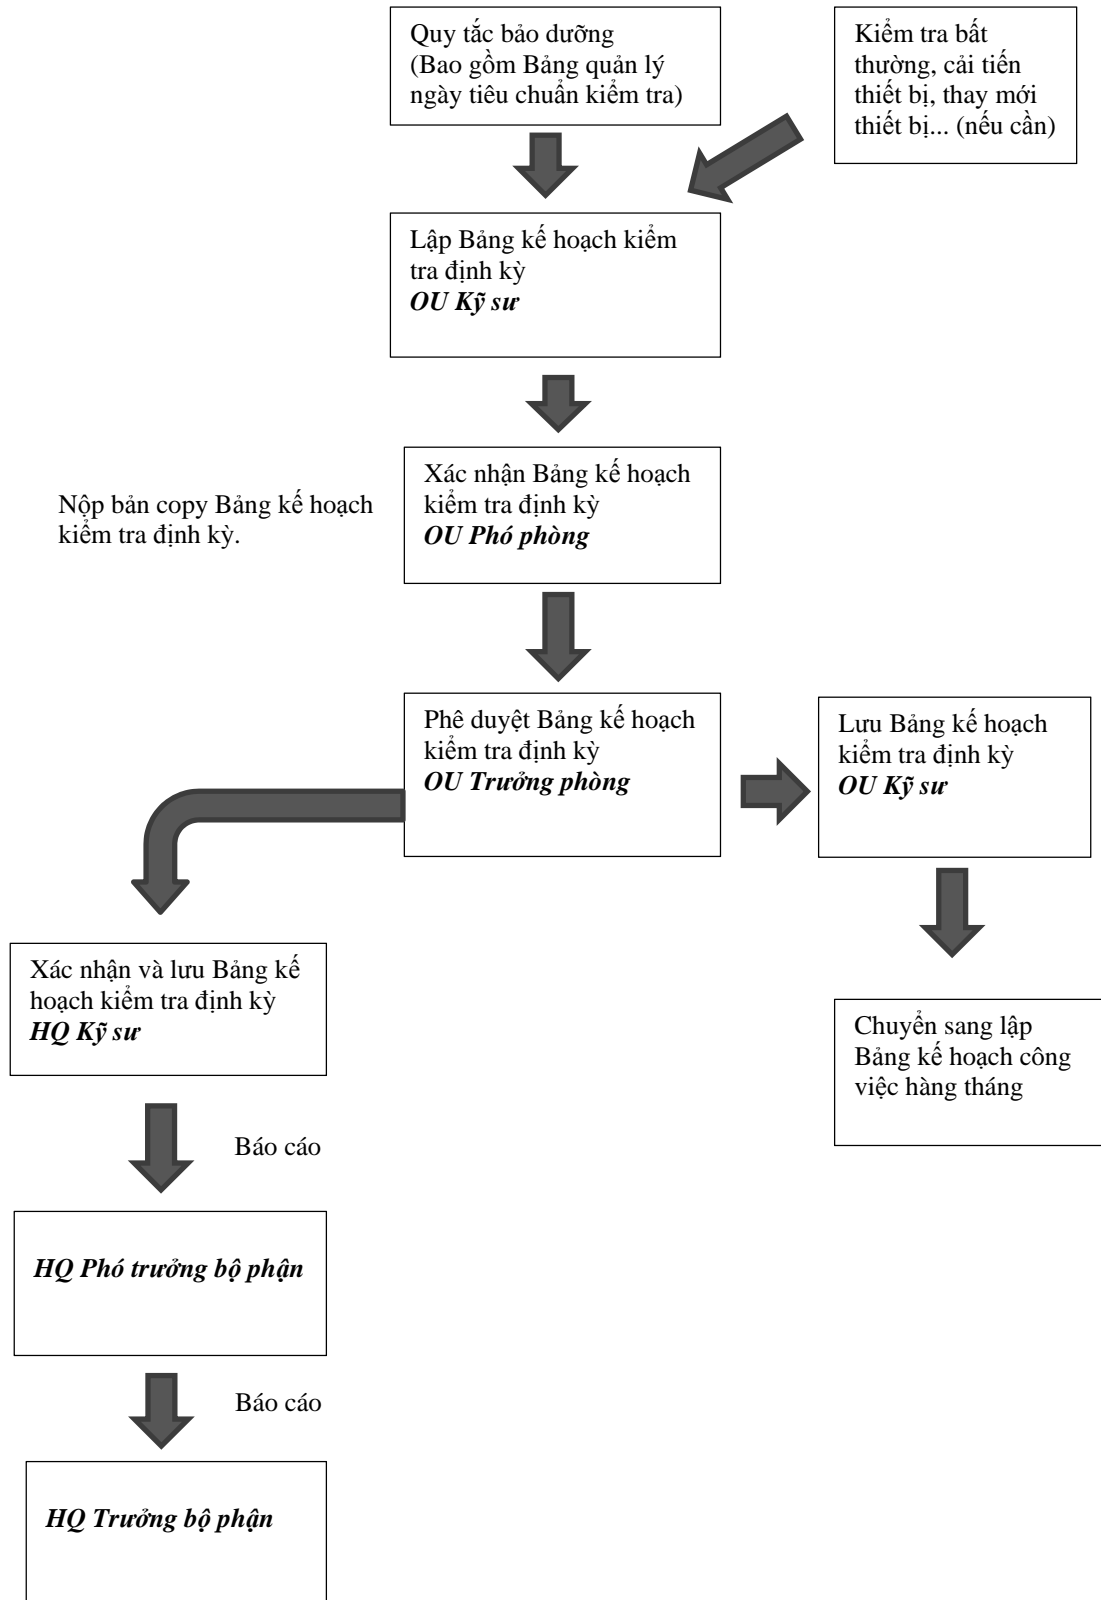 Quy tắc bảo dưỡng
(Bao gồm Bảng quản lý
ngày tiêu chuẩn kiểm tra)
Kiểm tra bất
thường, cải tiến
thiết bị, thay mới
thiết bị... (nếu cần)
Lập Bảng kế hoạch kiểm
tra định kỳ
OU Kỹ sư
Nộp bản copy Bảng kế hoạch
kiểm tra định kỳ.
Xác nhận Bảng kế hoạch
kiểm tra định kỳ
OU Phó phòng
Phê duyệt Bảng kế hoạch
kiểm tra định kỳ
OU Trưởng phòng
Lưu Bảng kế hoạch
kiểm tra định kỳ
OU Kỹ sư
Xác nhận và lưu Bảng kế
hoạch kiểm tra định kỳ
HQ Kỹ sư
Chuyển sang lập
Bảng kế hoạch công
việc hàng tháng
Báo cáo
HQ Phó trưởng bộ phận
Báo cáo
HQ Trưởng bộ phận